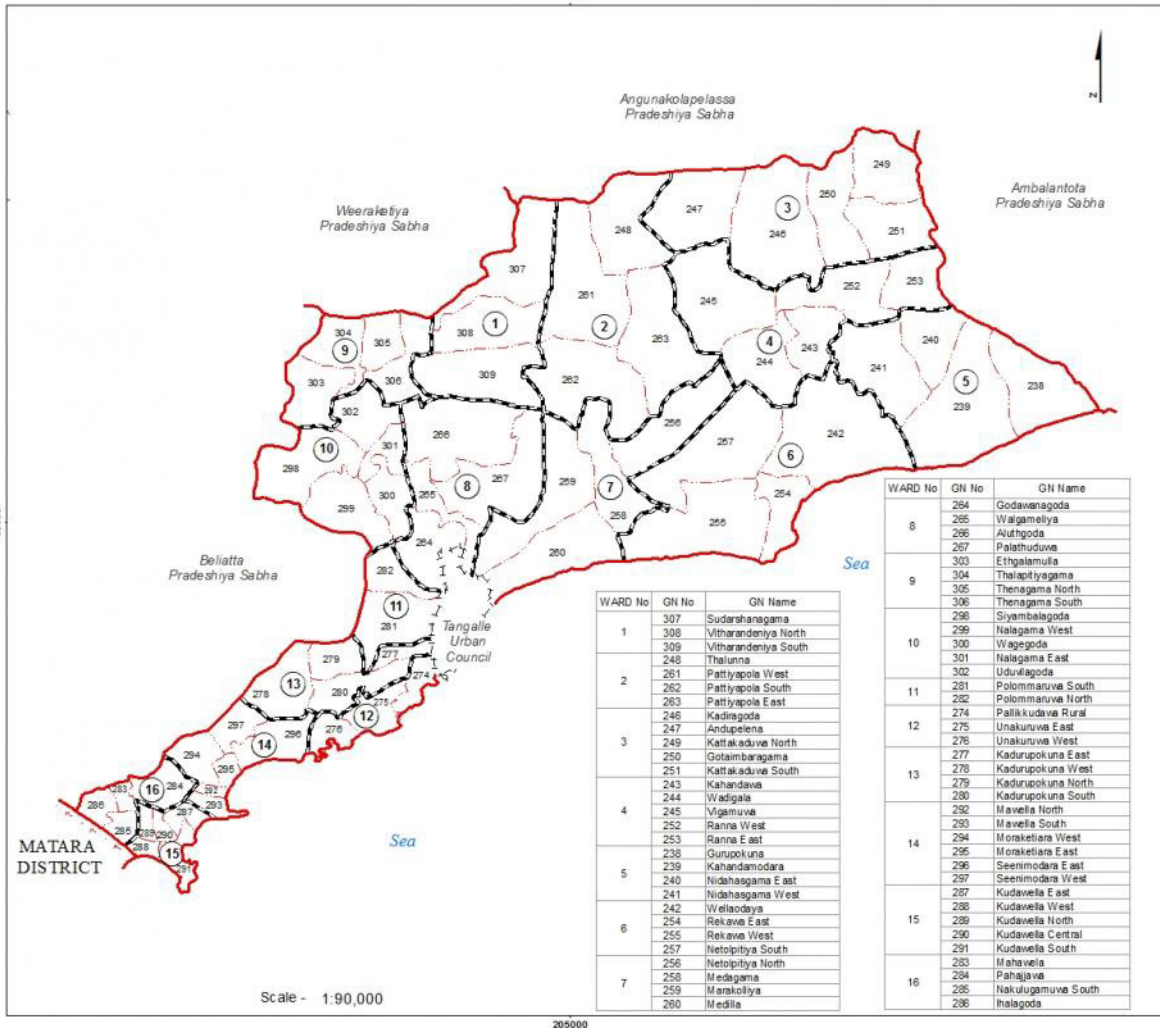 Angunakolapelassa
Pradeshiya Sabha
N
Ambalantota
Pradeshiya Sabha
Weeraketiya
Pradeshiya Sabha
249
250
247
3
246
248
251
307
253
252
261
245
304
308
1
2
305
9
263
4
243
240
244
309
241
5
303
306
262
238
239
302
256
301
266
257
242
10
6
298
267
259
8
7
300
265
254
299
258
255
264
260
282
Beliatta
Pradeshiya Sabha
Sea
11
281
Tangalle
Urban
Council
279
277
274
13
278
280
275
12
297
276
296
14
294
295
16
283
284
292
286
293
287
285
289
290
288
15
291
MATARA
DISTRICT
Sea
WARD No GN No GN Name
1
307 Sudarshanagama
308 Vitharandeniya North
309 Vitharandeniya South
2
248 Thalunna
261 Pattiyapola West
262 Pattiyapola South
263 Pattiyapola East
3
246 Kadiragoda
247 Andupelena
249 Kattakaduwa North
250 Gotaimbaragama
251 Kattakaduwa South
4
243 Kahandawa
244 Wadigala
245 Vigamuwa
252 Ranna West
253 Ranna East
5
238 Gurupokuna
239 Kahandamodara
240 Nidahasgama East
241 Nidahasgama West
6
242 Wellaodaya
254 Rekawa East
255 Rekawa West
257 Netolpitiya South
7
256 Netolpitiya North
258 Medagama
259 Marakolliya
260 Medilla
WARD No GN No GN Name
8
264 Godawanagoda
265 Walgameliya
266 Aluthgoda
267 Palathuduwa
9
303 Ethgalamulla
304 Thalapitiyagama
305 Thenagama North
306 Thenagama South
10
298 Siyambalagoda
299 Nalagama West
300 Wagegoda
301 Nalagama East
302 Uduvilagoda
11
281 Polommaruwa South
282 Polommaruwa North
12
274 Pallikkudawa Rural
275 Unakuruwa East
276 Unakuruwa West
13
277 Kadurupokuna East
278 Kadurupokuna West
279 Kadurupokuna North
280 Kadurupokuna South
14
292 Mawella North
293 Mawella South
294 Moraketiara West
295 Moraketiara East
296 Seenimodara East
297 Seenimodara West
15
287 Kudawella East
288 Kudawella West
289 Kudawella North
290 Kudawella Central
291 Kudawella South
16
283 Mahawela
284 Pahajjawa
285 Nakulugamuwa South
286 Ihalagoda
Scale - 1:90,000
205000